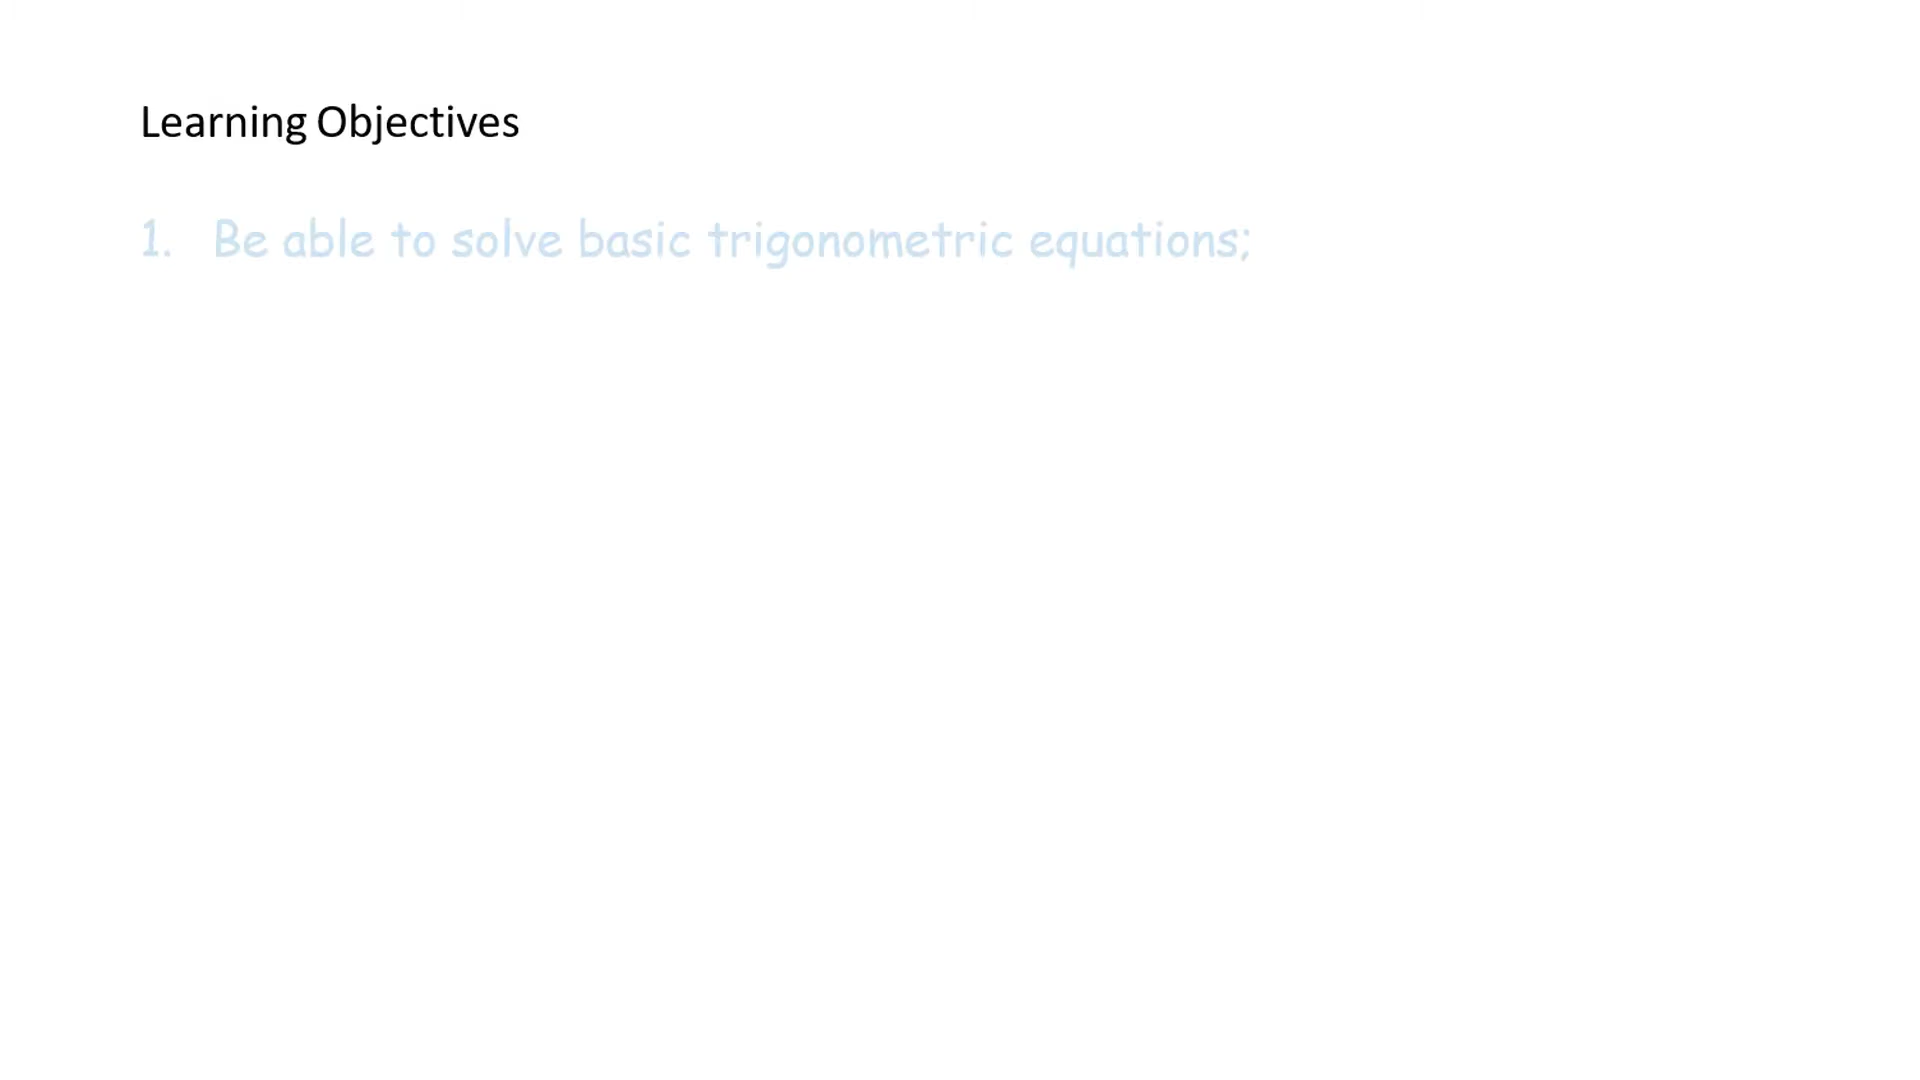 Learning Objectives
1. Be able to solve basic trigonometric equations;